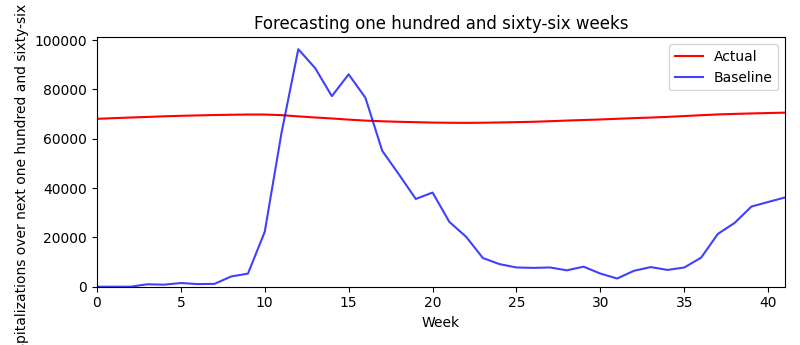 Forecasting one hundred and sixty-six weeks
Actual
Baseline
100000
80000
60000
40000
20000
0
over next one hundred and sixty-six
0 5 10 15 20 25 30 35 40
Week